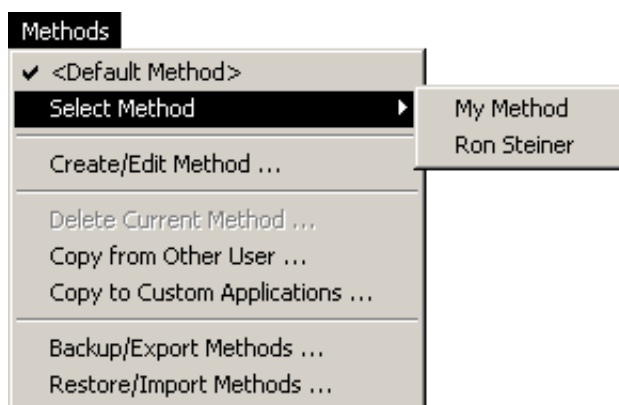 Methods
<Default Method>
Select Method
My Method
Ron Steiner
Create/Edit Method ...
Delete Current Method ...
Copy from Other User ...
Copy to Custom Applications ...
Backup/Export Methods ...
Restore/Import Methods ...